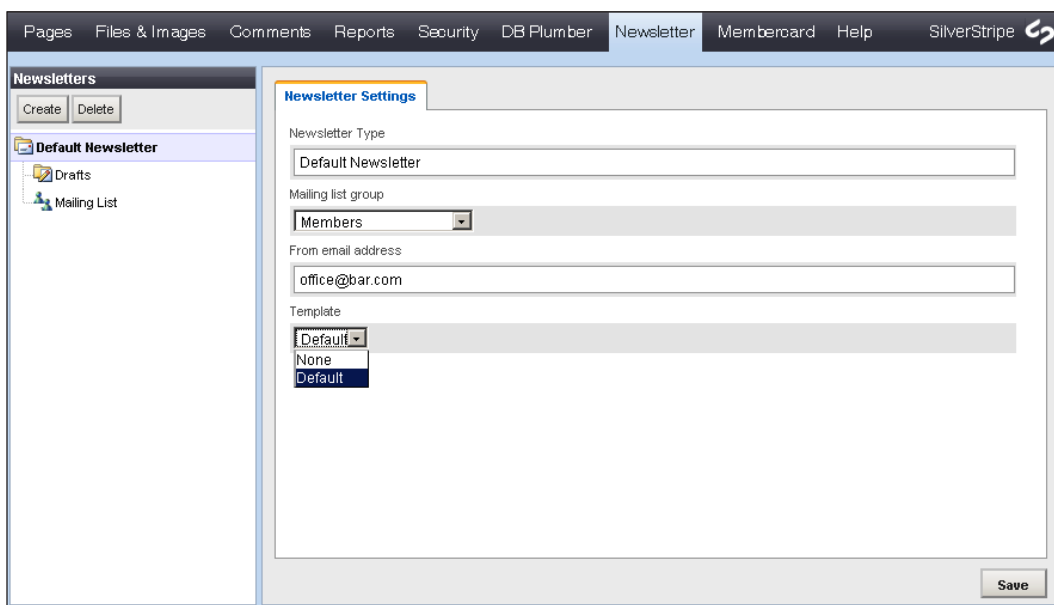 Pages Files & Images Comments Reports Security DB Plumber Newsletter Membercard Help SilverStripe
Newsletters
Create Delete
Default Newsletter
Drafts
Mailing List
Newsletter Settings
Newsletter Type
Default Newsletter
Mailing list group
Members
From email address
office@bar.com
Template
Default
None
Default
Save